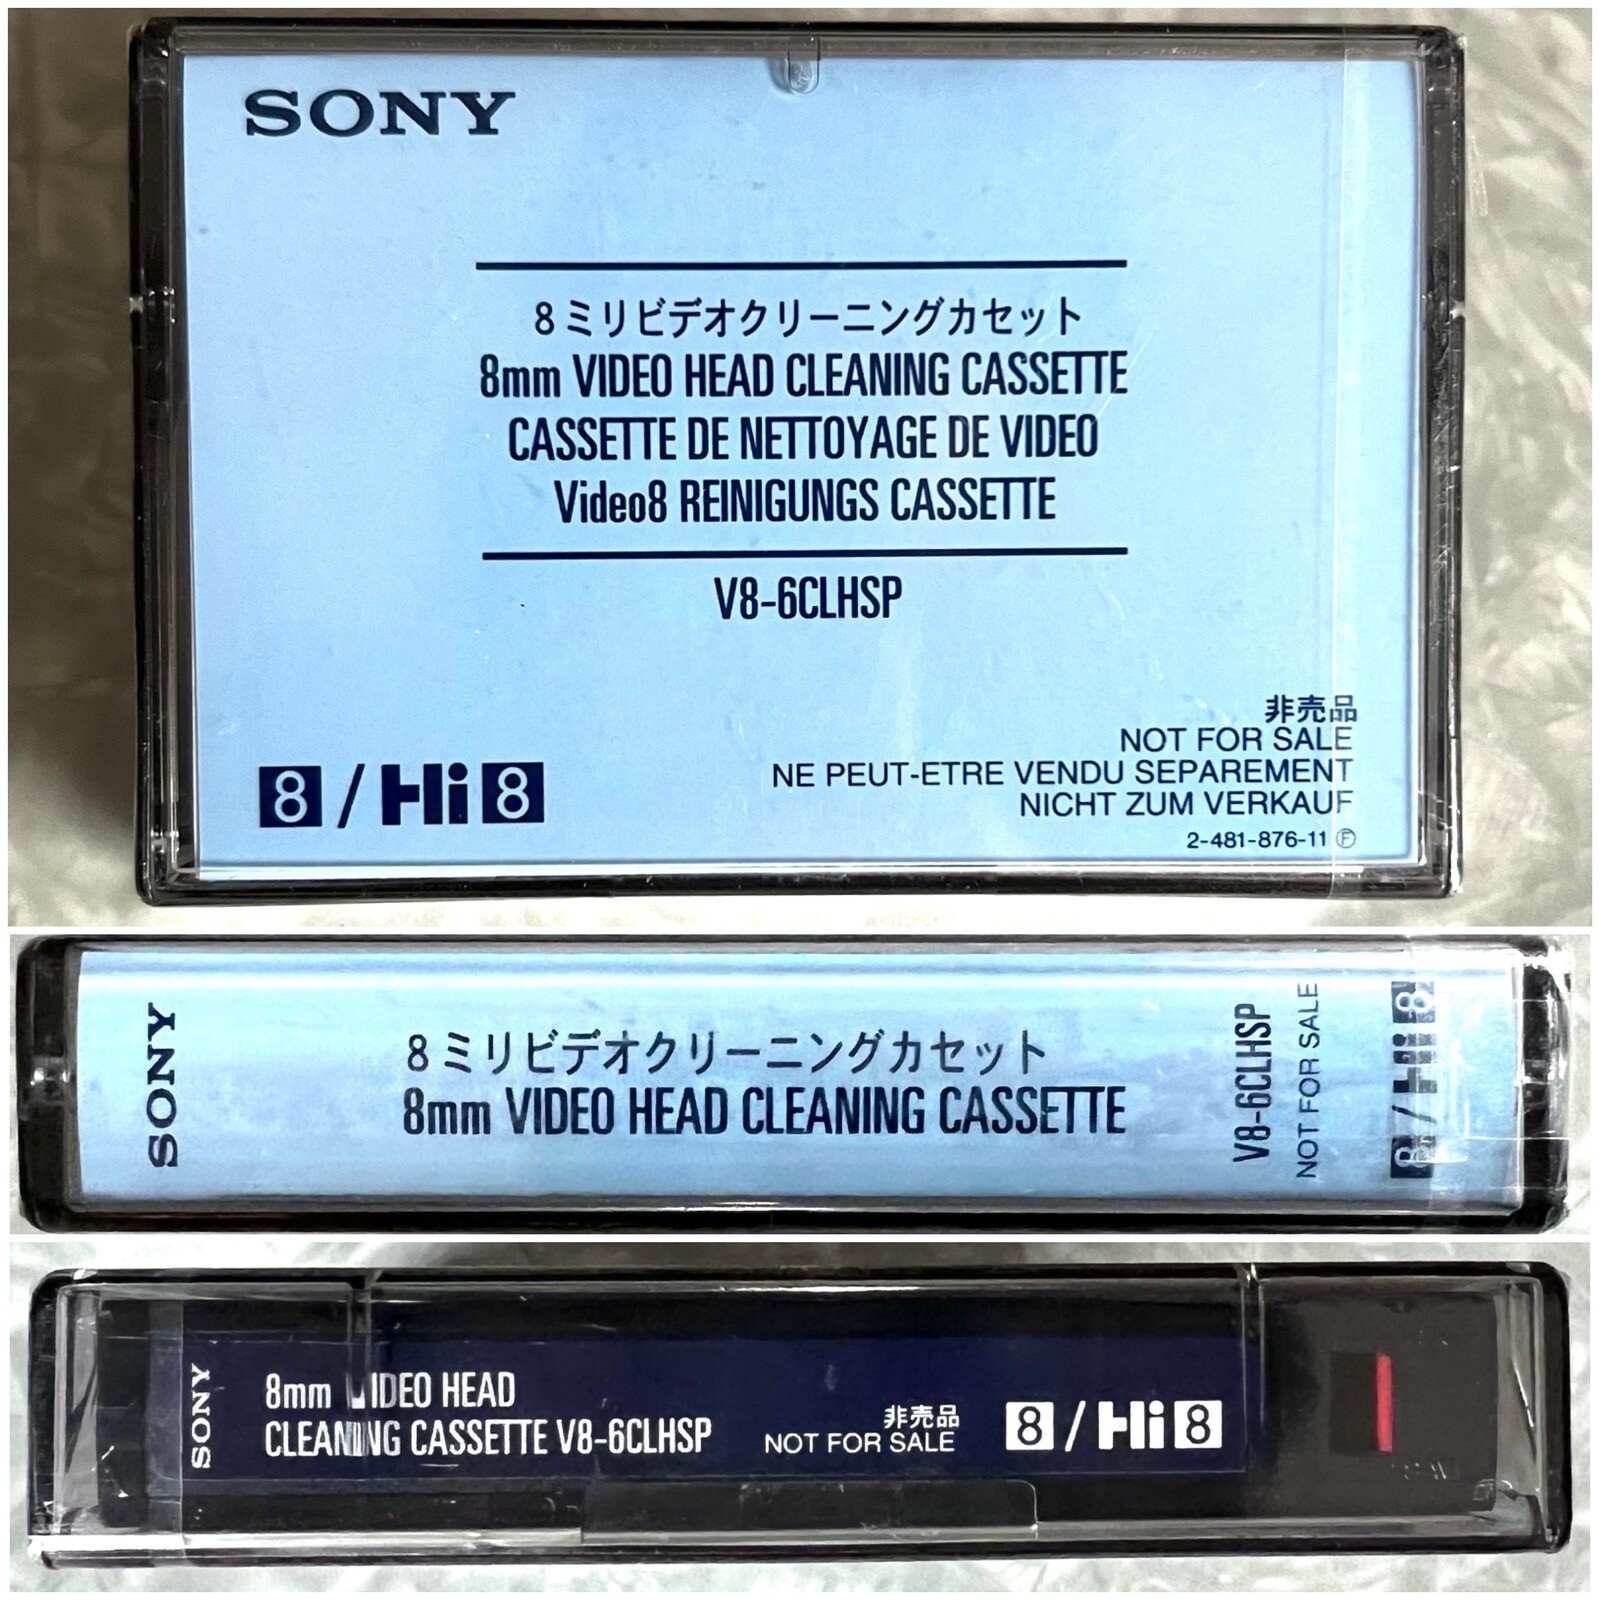 SONY
8ミリビデオクリーニングカセット
8mm VIDEO HEAD CLEANING CASSETTE
CASSETTE DE NETTOYAGE DE VIDEO
Video8 REINIGUNGS CASSETTE
V8-6CLHSP
非売品
NOT FOR SALE
NE PEUT-ETRE VENDU SEPAREMENT
NICHT ZUM VERKAUF
2-481-876-11 Ⓕ
8 / Hi8
SONY
8ミリビデオクリーニングカセット
8mm VIDEO HEAD CLEANING CASSETTE
V8-6CLHSP
NOT FOR SALE
8 / Hi8
SONY
8mm VIDEO HEAD
CLEANING CASSETTE V8-6CLHSP
非売品
NOT FOR SALE
8 / Hi8